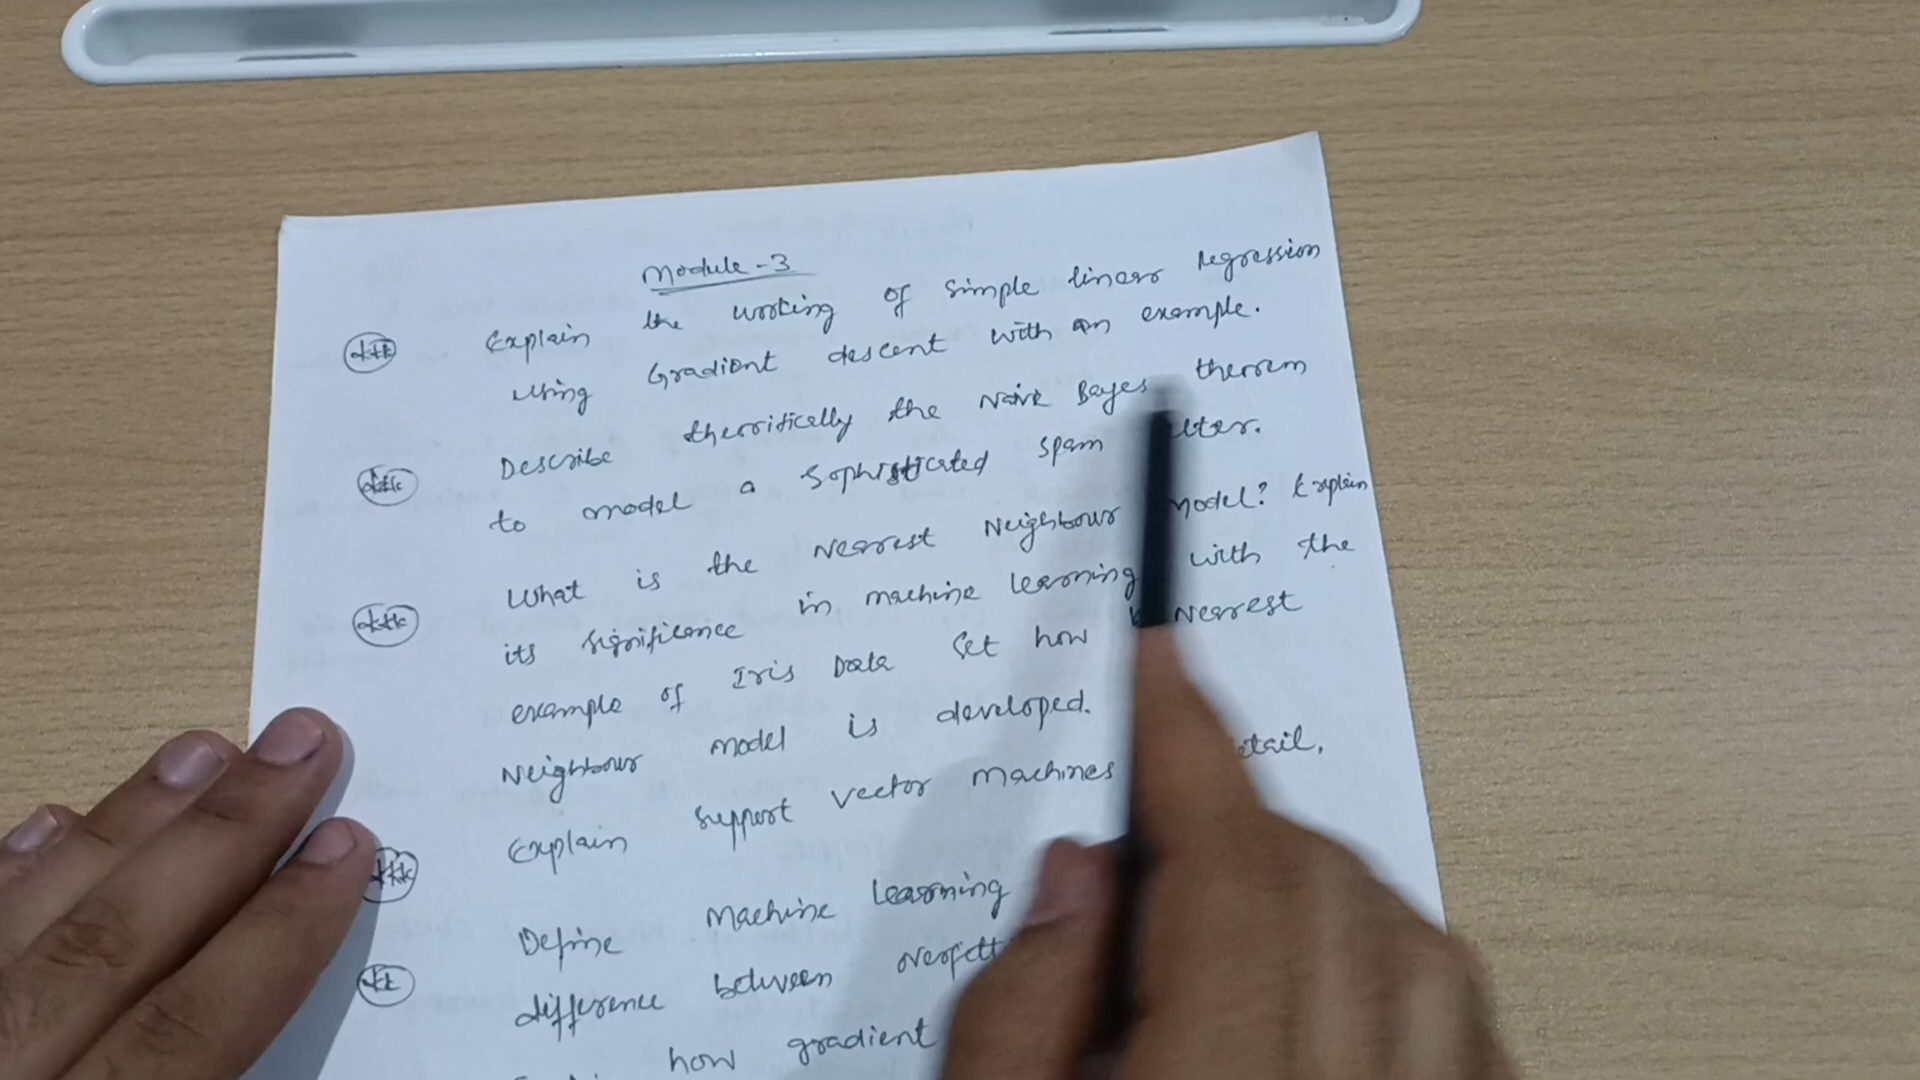 Module-3
*** Explain the working of simple linear regression
using Gradient descent with an example.
*** Describe theoritically the Naive Bayes theorem
to model a sophisticated spam
*** What is the Nearest Neighbour model? Explain
its significance in machine learning with the
example of Iris Data Set how Nearest
Neighbour model is developed.
*** Explain support vector machines
** Define Machine Learning
difference between
how gradient